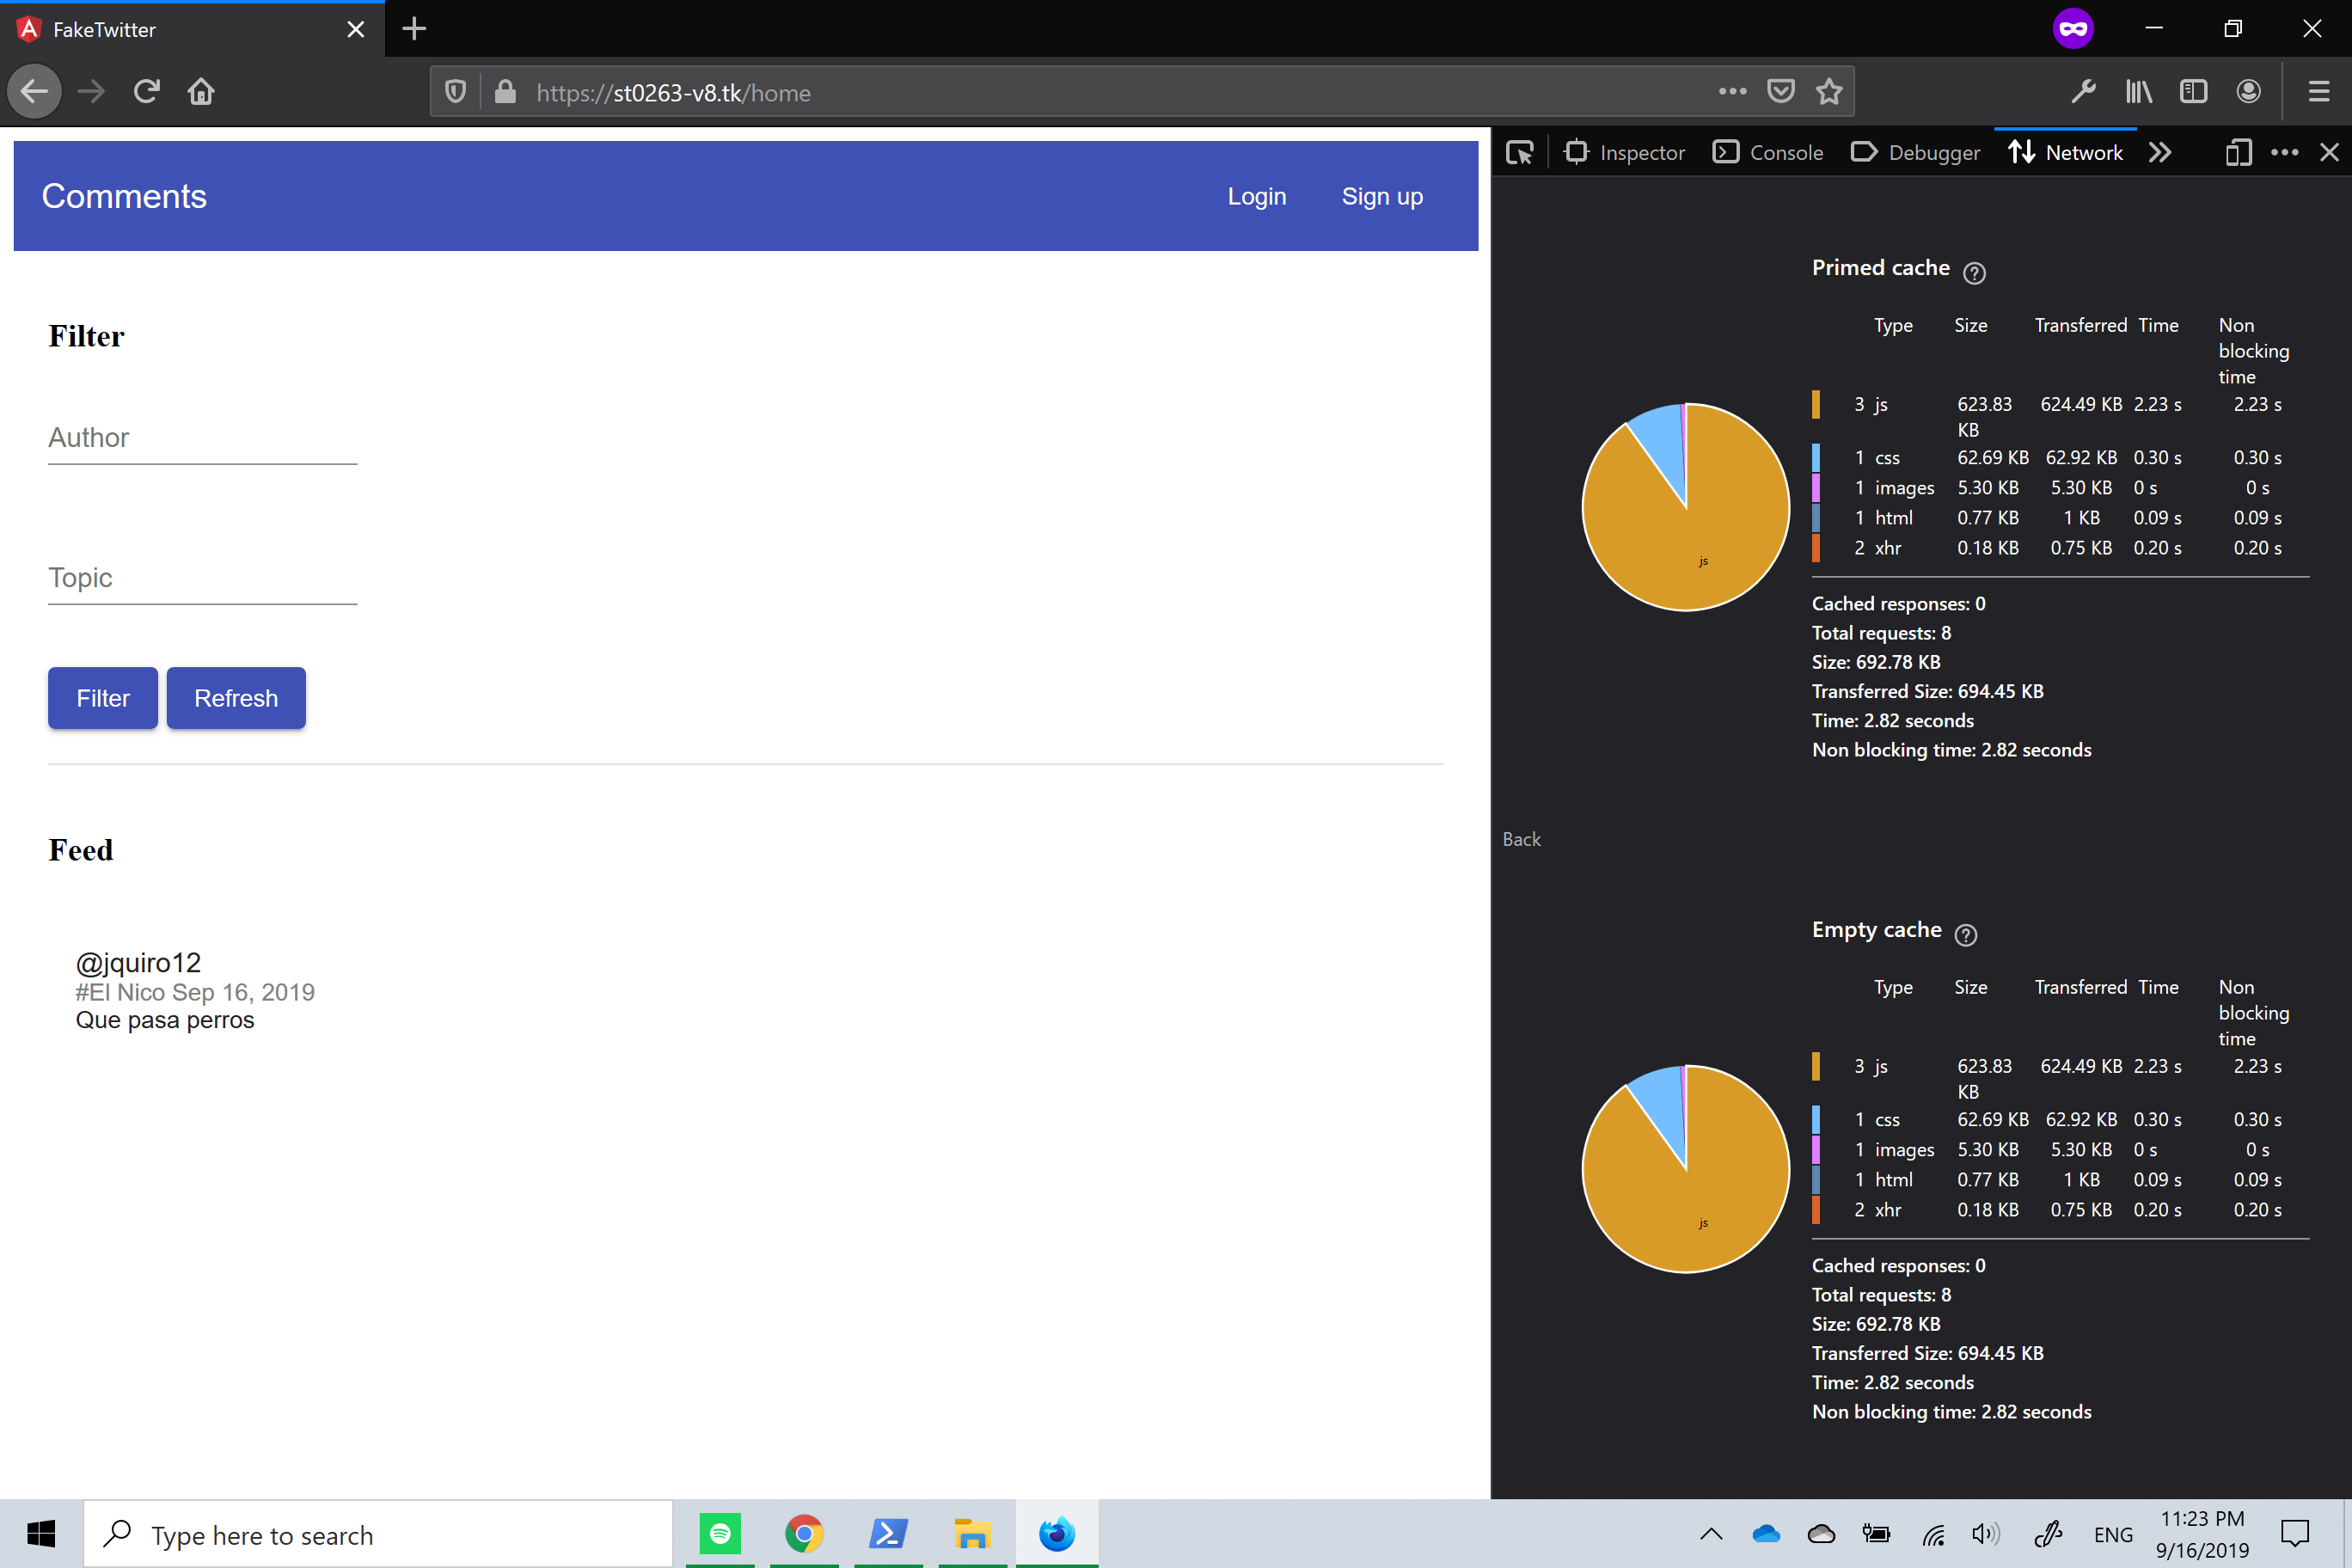 FakeTwitter
https://st0263-v8.tk/home
Comments Login Sign up
Filter
Author
Topic
Filter Refresh
Feed
@jquiro12
#El Nico Sep 16, 2019
Que pasa perros
Inspector Console Debugger Network
Primed cache ?
Type Size Transferred Time Non blocking time
3 js 623.83 KB 624.49 KB 2.23 s 2.23 s
1 css 62.69 KB 62.92 KB 0.30 s 0.30 s
1 images 5.30 KB 5.30 KB 0 s 0 s
1 html 0.77 KB 1 KB 0.09 s 0.09 s
2 xhr 0.18 KB 0.75 KB 0.20 s 0.20 s
js
Cached responses: 0
Total requests: 8
Size: 692.78 KB
Transferred Size: 694.45 KB
Time: 2.82 seconds
Non blocking time: 2.82 seconds
Back
Empty cache ?
Type Size Transferred Time Non blocking time
3 js 623.83 KB 624.49 KB 2.23 s 2.23 s
1 css 62.69 KB 62.92 KB 0.30 s 0.30 s
1 images 5.30 KB 5.30 KB 0 s 0 s
1 html 0.77 KB 1 KB 0.09 s 0.09 s
2 xhr 0.18 KB 0.75 KB 0.20 s 0.20 s
js
Cached responses: 0
Total requests: 8
Size: 692.78 KB
Transferred Size: 694.45 KB
Time: 2.82 seconds
Non blocking time: 2.82 seconds
Type here to search
ENG
11:23 PM
9/16/2019